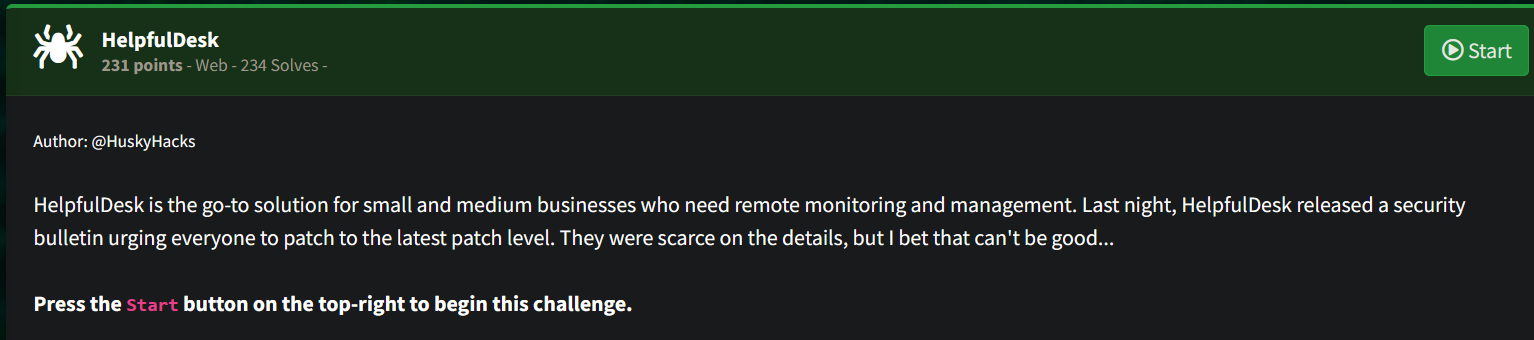 HelpfulDesk
231 points - Web - 234 Solves -
Start
Author: @HuskyHacks
HelpfulDesk is the go-to solution for small and medium businesses who need remote monitoring and management. Last night, HelpfulDesk released a security
bulletin urging everyone to patch to the latest patch level. They were scarce on the details, but I bet that can't be good...
Press the Start button on the top-right to begin this challenge.